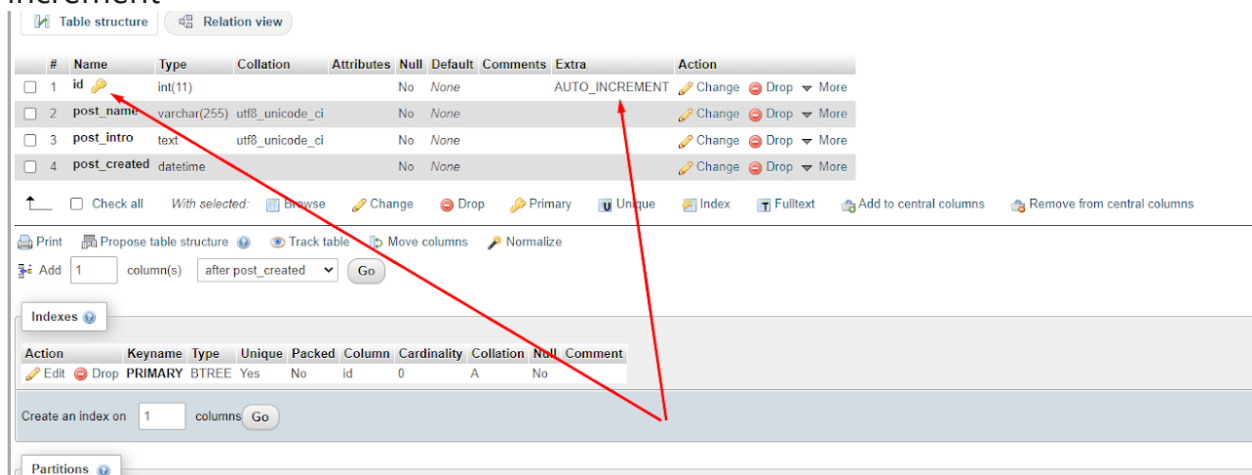 increment
Table structure Relation view
# Name Type Collation Attributes Null Default Comments Extra Action
1 id int(11) No None AUTO_INCREMENT Change Drop More
2 post_name varchar(255) utf8_unicode_ci No None Change Drop More
3 post_intro text utf8_unicode_ci No None Change Drop More
4 post_created datetime No None Change Drop More
Check all With selected: Browse Change Drop Primary Unique Index Fulltext Add to central columns Remove from central columns
Print Propose table structure Track table Move columns Normalize
Add 1 column(s) after post_created Go
Indexes
Action Keyname Type Unique Packed Column Cardinality Collation Null Comment
Edit Drop PRIMARY BTREE Yes No id 0 A No
Create an index on 1 columns Go
Partitions